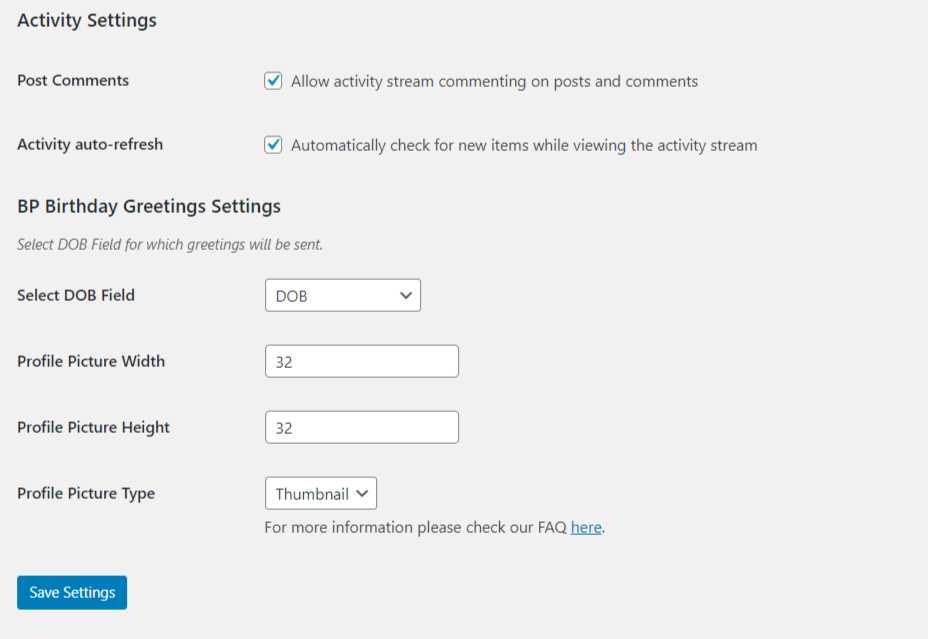 Activity Settings
Post Comments
Allow activity stream commenting on posts and comments
Activity auto-refresh
Automatically check for new items while viewing the activity stream
BP Birthday Greetings Settings
Select DOB Field for which greetings will be sent.
Select DOB Field
DOB
Profile Picture Width
32
Profile Picture Height
32
Profile Picture Type
Thumbnail
For more information please check our FAQ here.
Save Settings